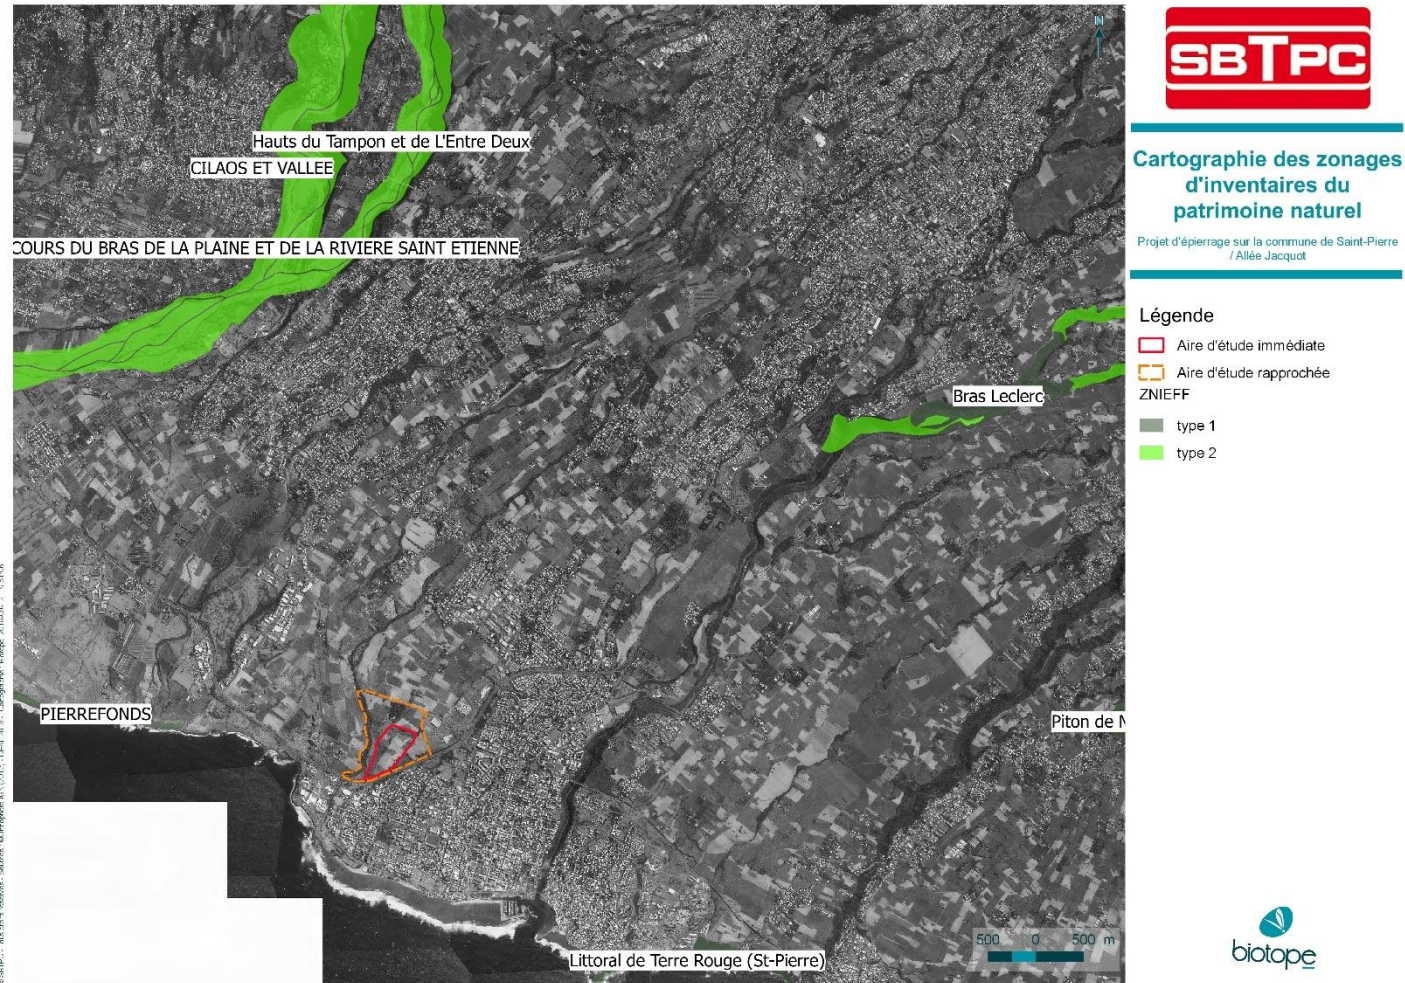 N
Hauts du Tampon et de L'Entre Deux
CILAOS ET VALLEE
COURS DU BRAS DE LA PLAINE ET DE LA RIVIERE SAINT ETIENNE
Bras Leclerc
PIERREFONDS
Piton de
Littoral de Terre Rouge (St-Pierre)
500 0 500 m
SBTPC
Cartographie des zonages
d'inventaires du
patrimoine naturel
Projet d'épierrage sur la commune de Saint-Pierre
/ Allée Jacquot
Légende
Aire d'étude immédiate
Aire d'étude rapprochée
ZNIEFF
type 1
type 2
biotope